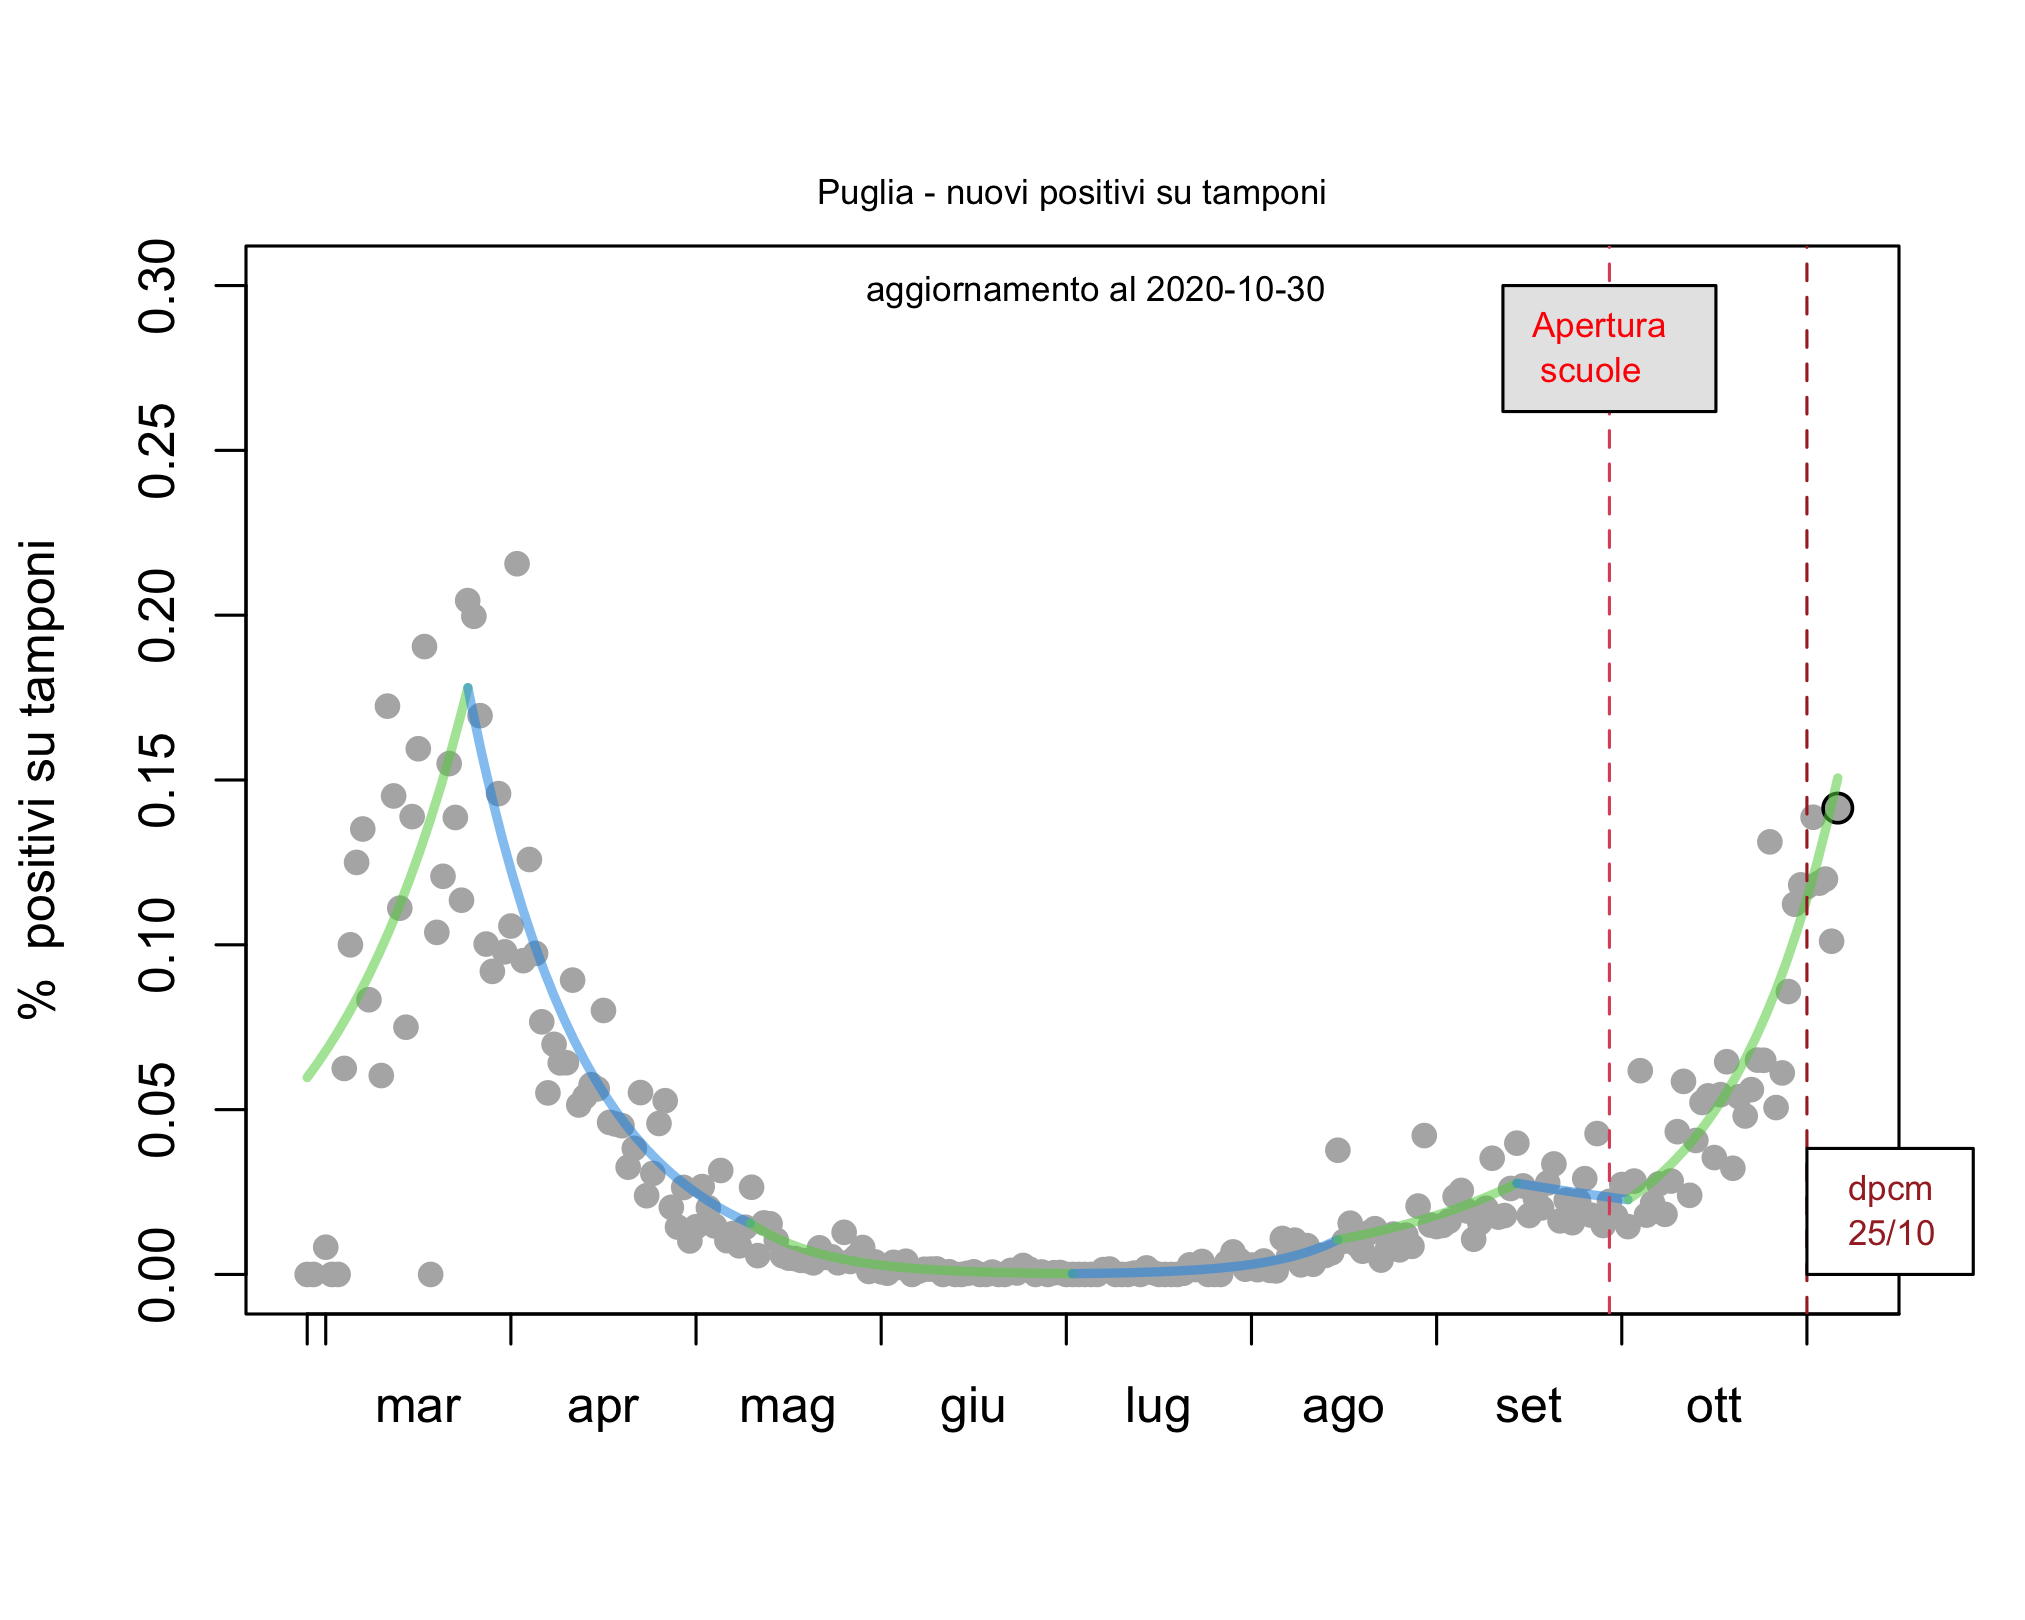 Puglia - nuovi positivi su tamponi
aggiornamento al 2020-10-30
Apertura
scuole
% positivi su tamponi
0.30
0.25
0.20
0.15
0.10
0.05
0.00
dpcm
25/10
mar apr mag giu lug ago set ott